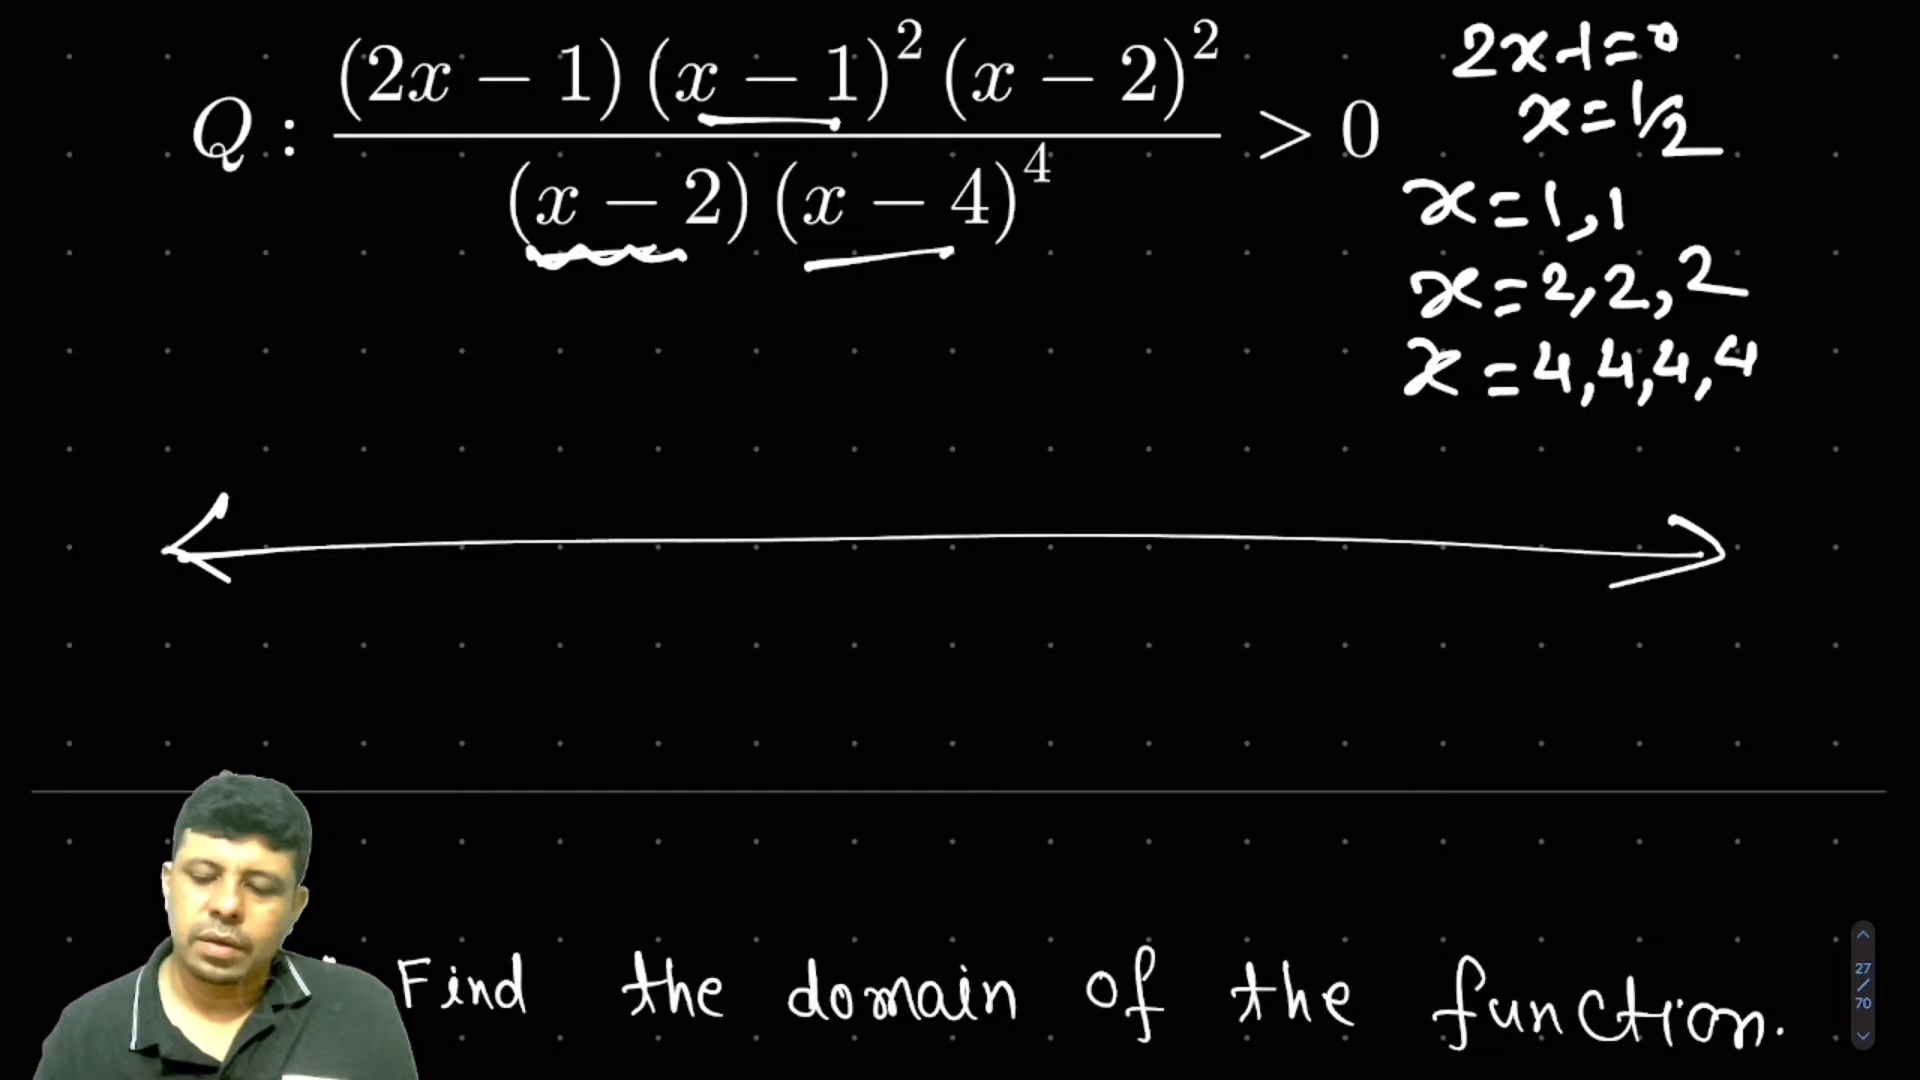 Q : (2x − 1)(x − 1)² (x − 2)² / (x − 2)(x − 4)⁴ > 0
2x-1=0
x=1/2
x=1,1
x=2,2,2
x=4,4,4,4
Find the domain of the function.
27
/
70